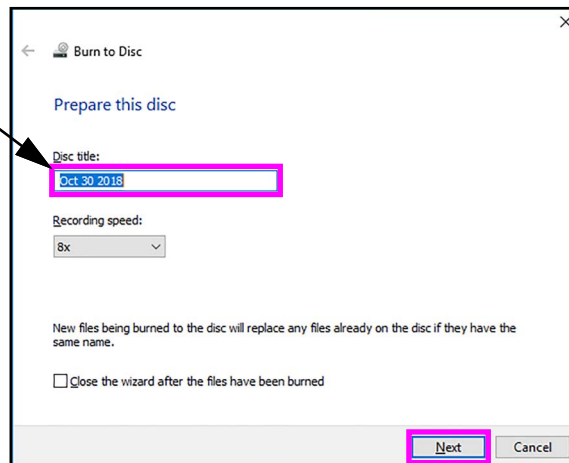 Burn to Disc
Prepare this disc
Disc title:
Oct 30 2018
Recording speed:
8x
New files being burned to the disc will replace any files already on the disc if they have the
same name.
Close the wizard after the files have been burned
Next Cancel